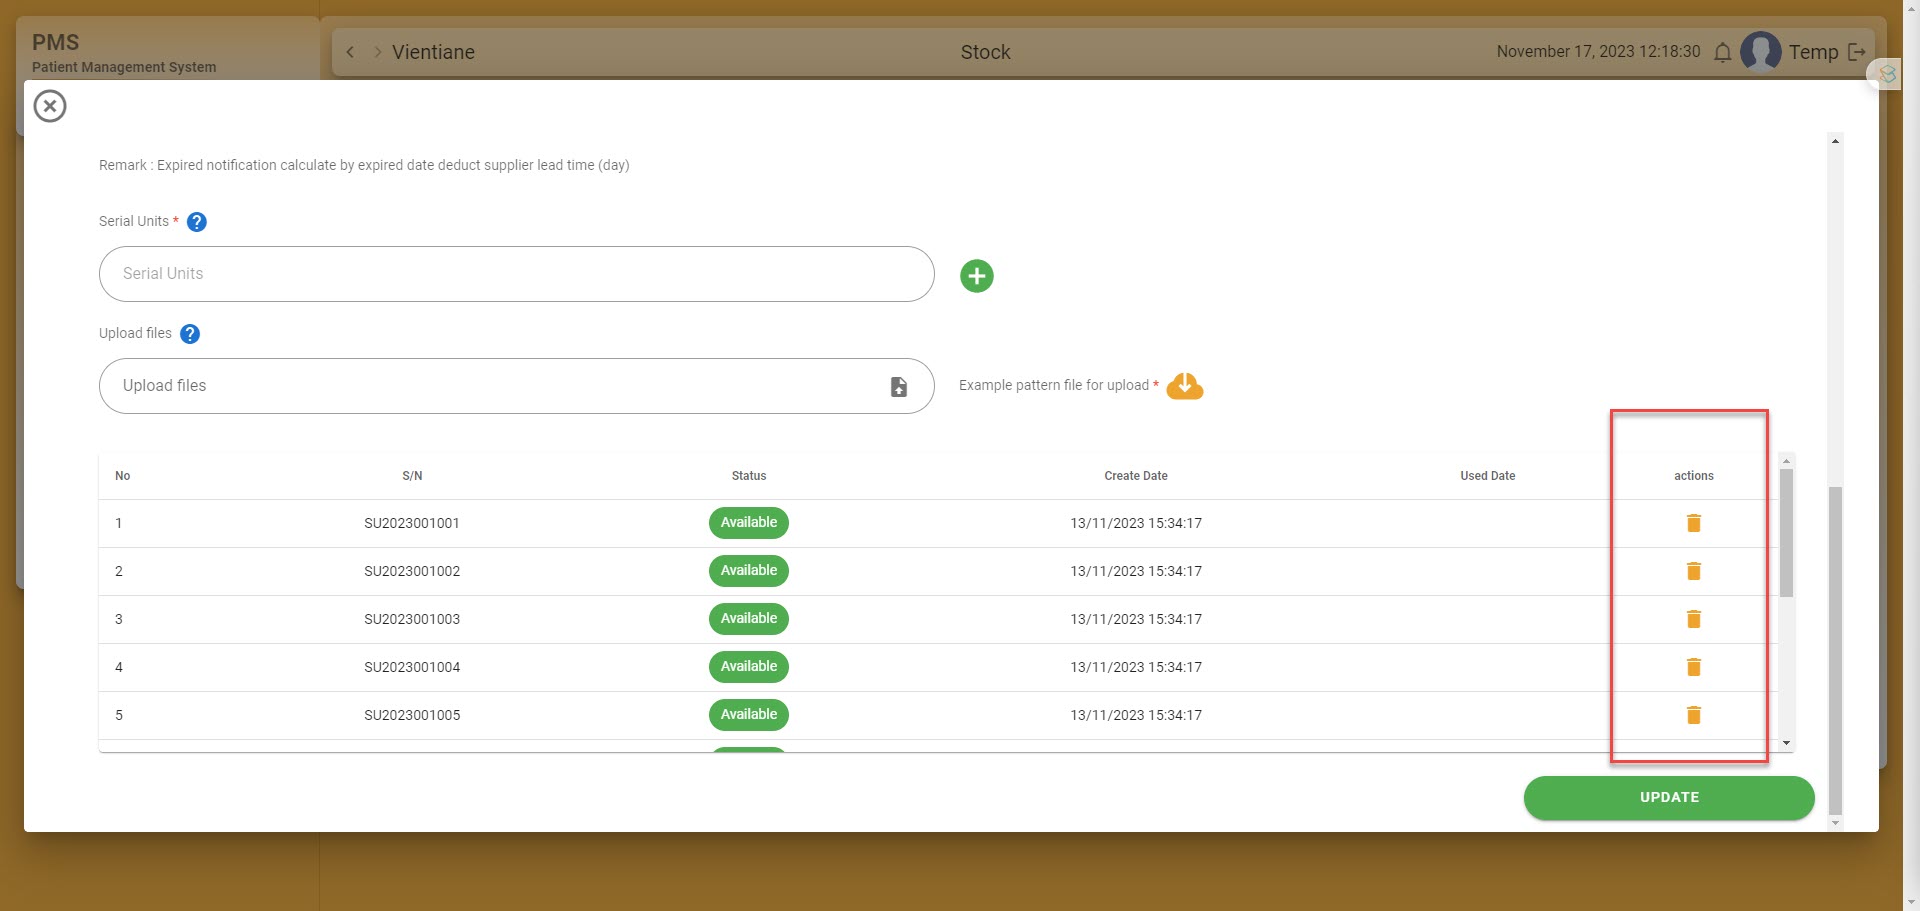 PMS
Patient Management System
Vientiane
Stock
November 17, 2023 12:18:30
Temp
Remark : Expired notification calculate by expired date deduct supplier lead time (day)
Serial Units * ?
Serial Units
Upload files ?
Upload files
Example pattern file for upload *
No S/N Status Create Date Used Date actions
1 SU2023001001 Available 13/11/2023 15:34:17
2 SU2023001002 Available 13/11/2023 15:34:17
3 SU2023001003 Available 13/11/2023 15:34:17
4 SU2023001004 Available 13/11/2023 15:34:17
5 SU2023001005 Available 13/11/2023 15:34:17
UPDATE